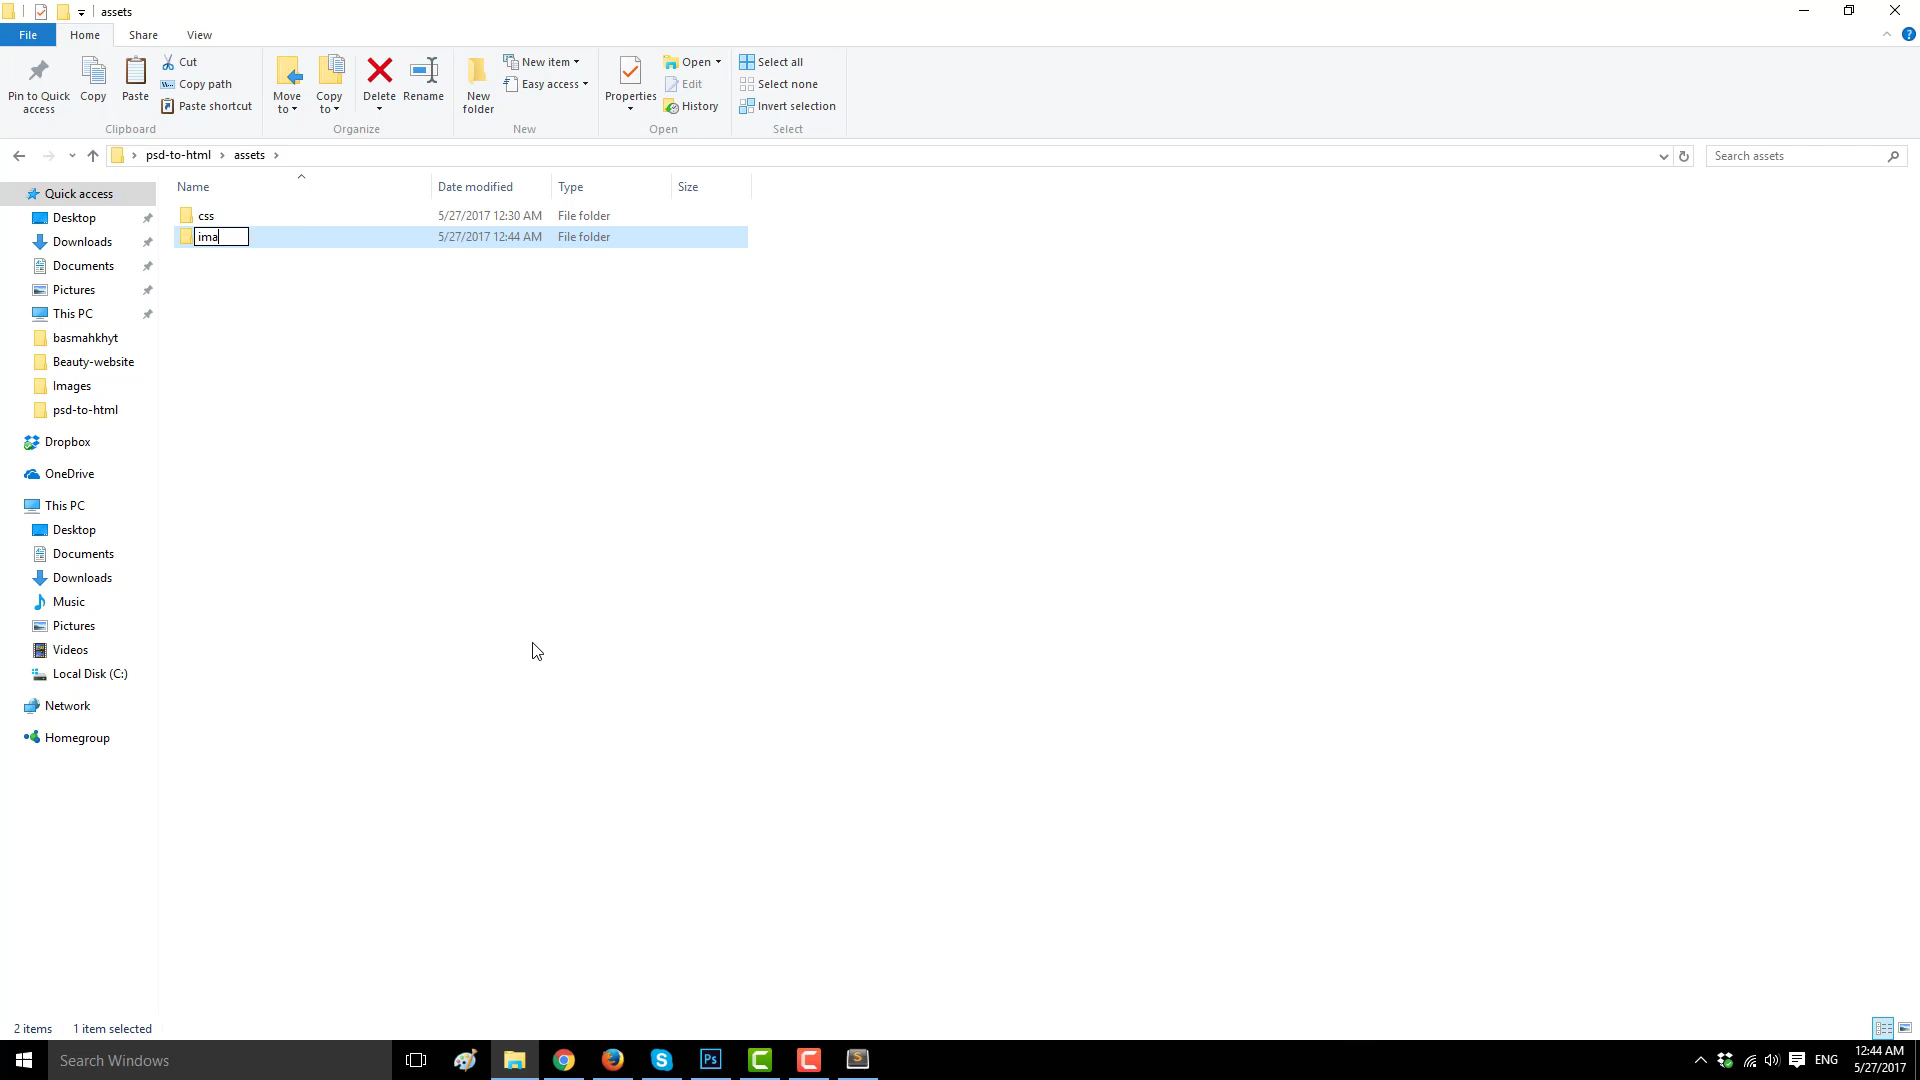 assets
File Home Share View
Pin to Quick access
Copy
Paste
Cut
Copy path
Paste shortcut
Clipboard
Move to
Copy to
Delete
Rename
Organize
New folder
New item
Easy access
New
Properties
Open
Edit
History
Open
Select all
Select none
Invert selection
Select
psd-to-html assets
Search assets
Name Date modified Type Size
css 5/27/2017 12:30 AM File folder
ima 5/27/2017 12:44 AM File folder
Quick access
Desktop
Downloads
Documents
Pictures
This PC
basmahkhyt
Beauty-website
Images
psd-to-html
Dropbox
OneDrive
This PC
Desktop
Documents
Downloads
Music
Pictures
Videos
Local Disk (C:)
Network
Homegroup
2 items 1 item selected
Search Windows
Ps
ENG
12:44 AM
5/27/2017